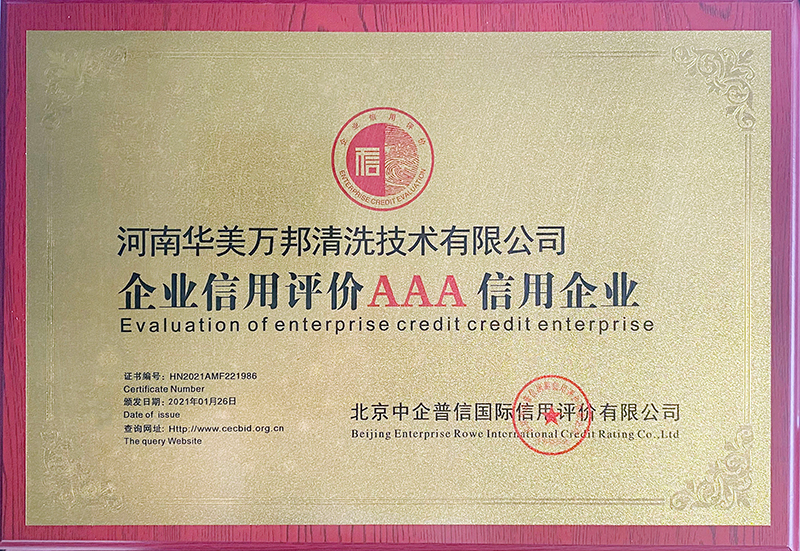 企业信用评价
信
ENTERPRISE CREDIT EVALUATION
河南华美万邦清洗技术有限公司
企业信用评价AAA信用企业
Evaluation of enterprise credit credit enterprise
证书编号: HN2021AMF221986
Certificate Number
颁发日期: 2021年01月26日
Date of issue
查询网址: Http://www.cecbid.org.cn
The query Website
北京中企普信国际信用评价有限公司
Beijing Enterprise Rowe International Credit Rating Co.,Ltd